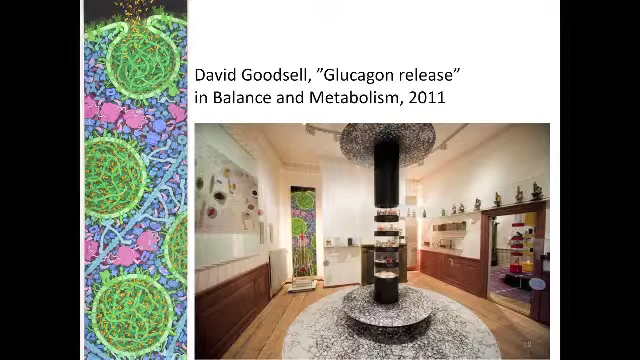 David Goodsell, ”Glucagon release”
in Balance and Metabolism, 2011